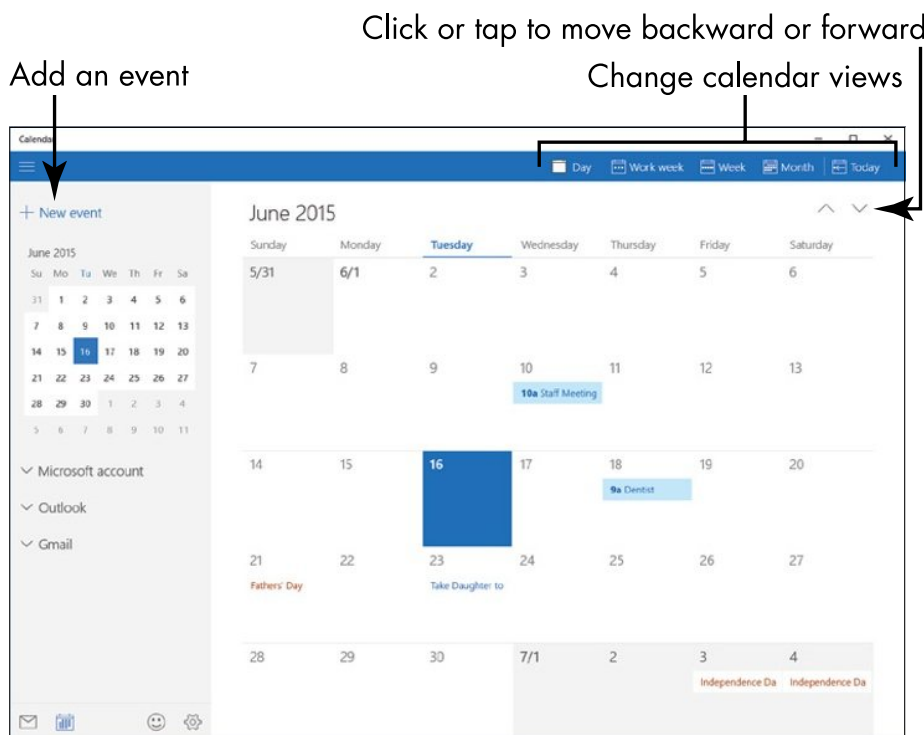 Click or tap to move backward or forward
Add an event
Change calendar views
Calenda
Day Work week Week Month Today
+ New event
June 2015
Su Mo Tu We Th Fr Sa
31 1 2 3 4 5 6
7 8 9 10 11 12 13
14 15 16 17 18 19 20
21 22 23 24 25 26 27
28 29 30 1 2 3 4
5 6 7 8 9 10 11
Microsoft account
Outlook
Gmail
June 2015
Sunday Monday Tuesday Wednesday Thursday Friday Saturday
5/31 6/1 2 3 4 5 6
7 8 9 10 11 12 13
10a Staff Meeting
14 15 16 17 18 19 20
9a Dentist
21 22 23 24 25 26 27
Fathers' Day Take Daughter to
28 29 30 7/1 2 3 4
Independence Da Independence Da